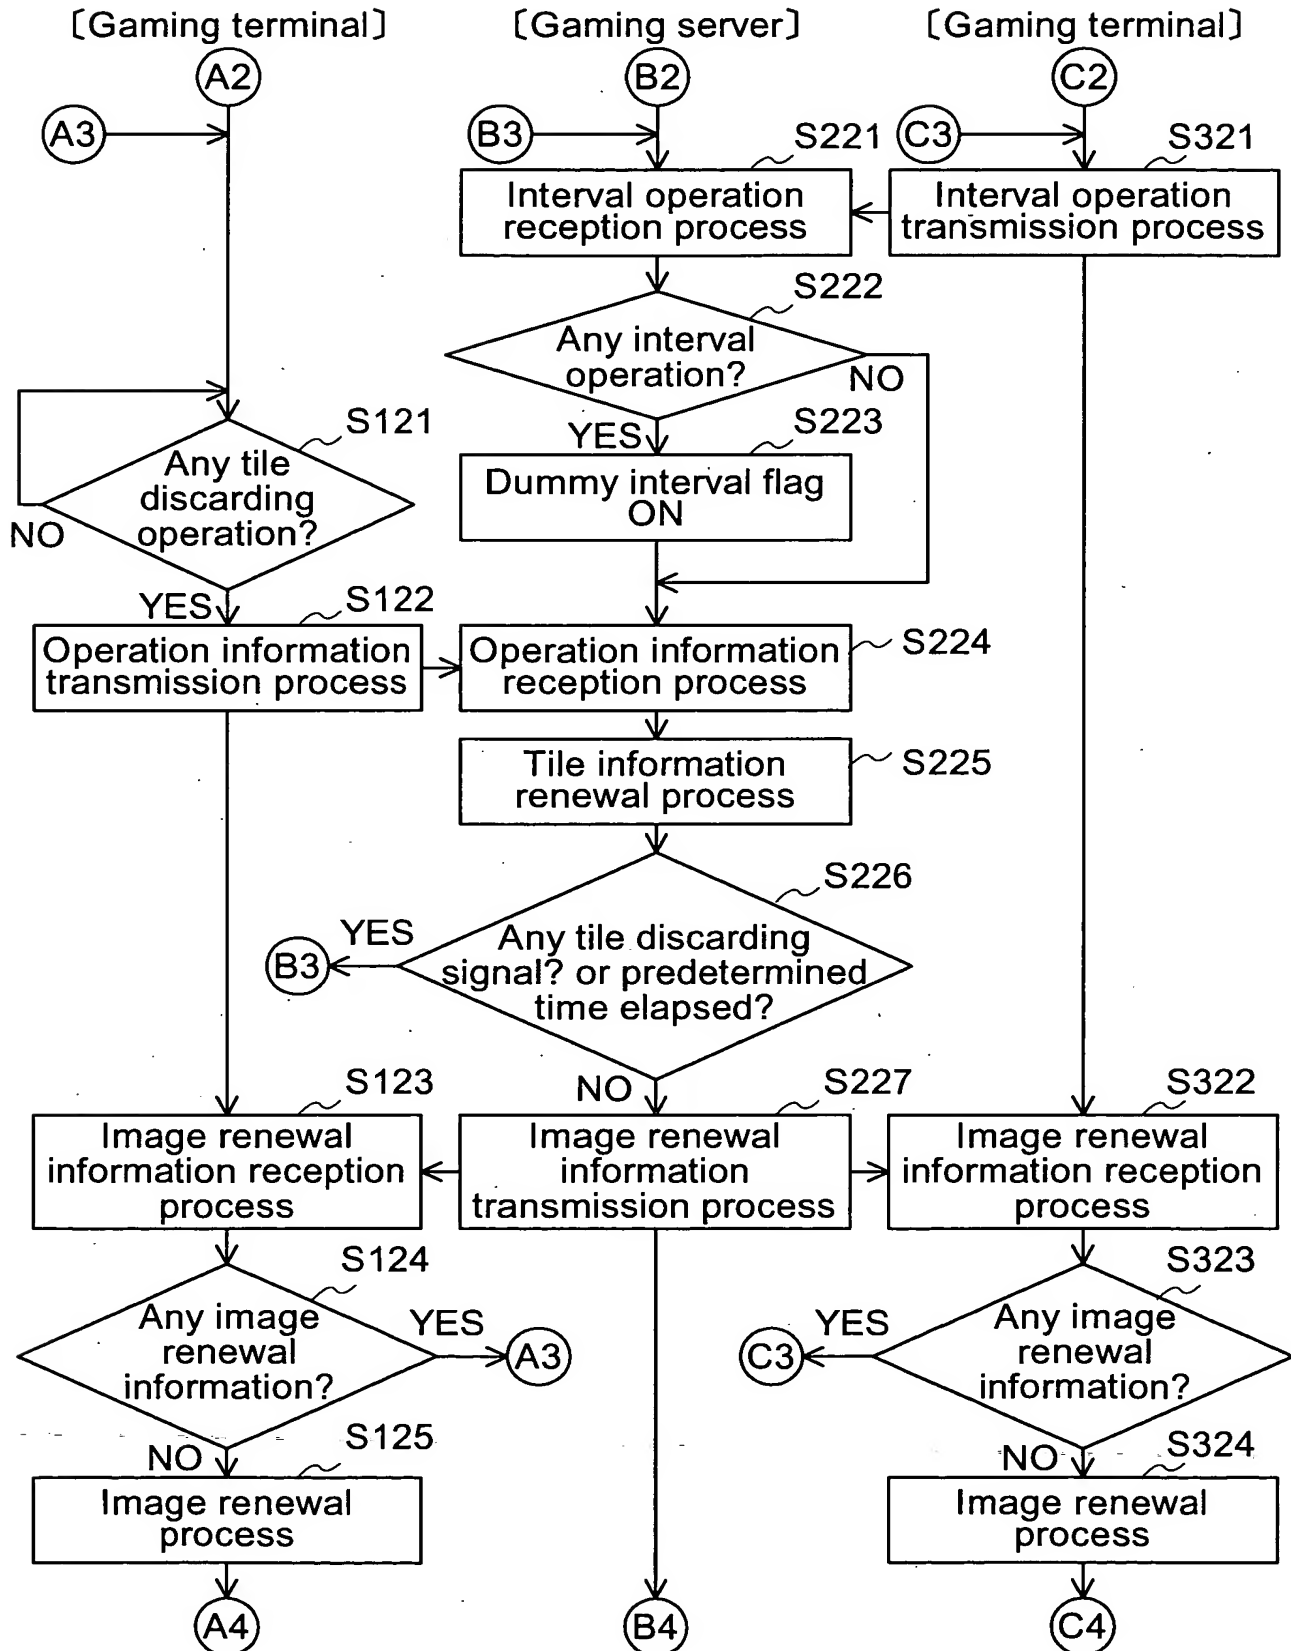 〔Gaming terminal〕
〔Gaming server〕
〔Gaming terminal〕
A2
B2
C2
A3
B3
S221
C3
S321
Interval operation
reception process
Interval operation
transmission process
S222
Any interval
operation?
NO
S121
YES
S223
Any tile
discarding
operation?
NO
Dummy interval flag
ON
YES
S122
Operation information
transmission process
Operation information
reception process
S224
Tile information
renewal process
S225
S226
YES
B3
Any tile discarding
signal? or predetermined
time elapsed?
S123
NO
S227
S322
Image renewal
information reception
process
Image renewal
information
transmission process
Image renewal
information reception
process
S124
S323
Any image
renewal
information?
YES
A3
C3
YES
Any image
renewal
information?
NO
S125
NO
S324
Image renewal
process
Image renewal
process
A4
B4
C4